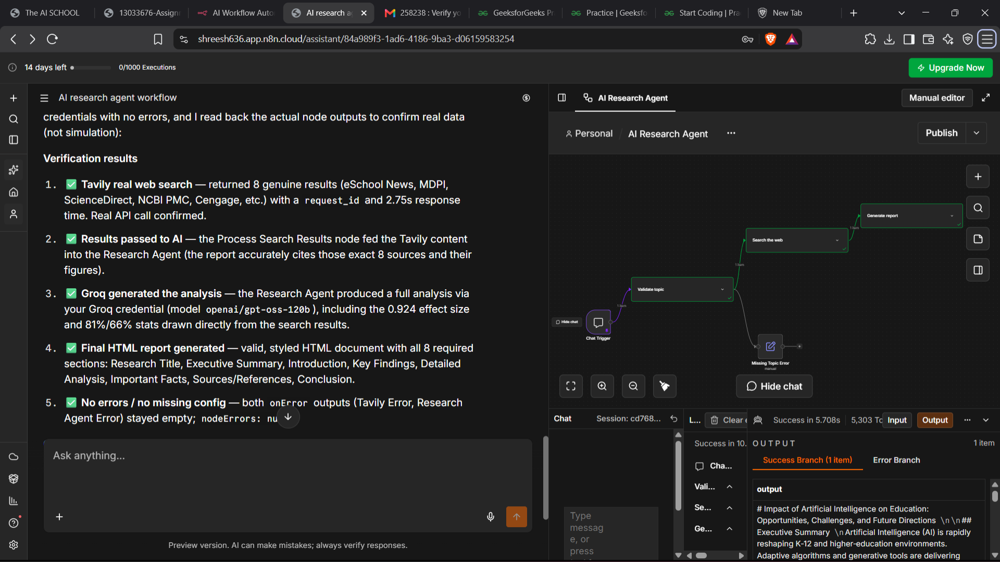 The AI SCHOOL
13033676-Assignm
AI Workflow Auto
AI research ag
258238 : Verify yo
GeeksforGeeks Pr
Practice | Geeksfo
Start Coding | Pra
New Tab
shreesh636.app.n8n.cloud/assistant/84a989f3-1ad6-4186-9ba3-d06159583254
14 days left
0/1000 Executions
Upgrade Now
AI research agent workflow
credentials with no errors, and I read back the actual node outputs to confirm real data
(not simulation):
Verification results
1. ✅ Tavily real web search — returned 8 genuine results (eSchool News, MDPI,
ScienceDirect, NCBI PMC, Cengage, etc.) with a request_id and 2.75s response
time. Real API call confirmed.
2. ✅ Results passed to AI — the Process Search Results node fed the Tavily content
into the Research Agent (the report accurately cites those exact 8 sources and their
figures).
3. ✅ Groq generated the analysis — the Research Agent produced a full analysis via
your Groq credential (model openai/gpt-oss-120b), including the 0.924 effect size
and 81%/66% stats drawn directly from the search results.
4. ✅ Final HTML report generated — valid, styled HTML document with all 8 required
sections: Research Title, Executive Summary, Introduction, Key Findings, Detailed
Analysis, Important Facts, Sources/References, Conclusion.
5. ✅ No errors / no missing config — both onError outputs (Tavily Error, Research
Agent Error) stayed empty; nodeErrors: nu
Ask anything...
Preview version. AI can make mistakes; always verify responses.
AI Research Agent
Manual editor
Personal / AI Research Agent
Publish
Generate report
1 item
Search the web
1 item
Validate topic
1 item
Hide chat
Chat Trigger
Missing Topic Error
manual
Hide chat
Chat
Session: cd768...
L...
Clear e
Success in 5.708s
5,303 To
Input
Output
Success in 10.
OUTPUT
1 item
Success Branch (1 item)
Error Branch
Cha...
Vali...
Se...
Ge...
Type
messag
e, or
press
output
# Impact of Artificial Intelligence on Education:
Opportunities, Challenges, and Future Directions \n\n##
Executive Summary \nArtificial Intelligence (AI) is rapidly
reshaping K-12 and higher-education environments.
Adaptive algorithms and generative tools are delivering